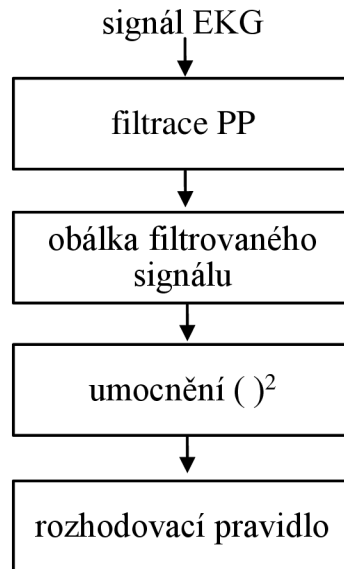 signál EKG
filtrace PP
obálka filtrovaného
signálu
umocnění ( )²
rozhodovací pravidlo